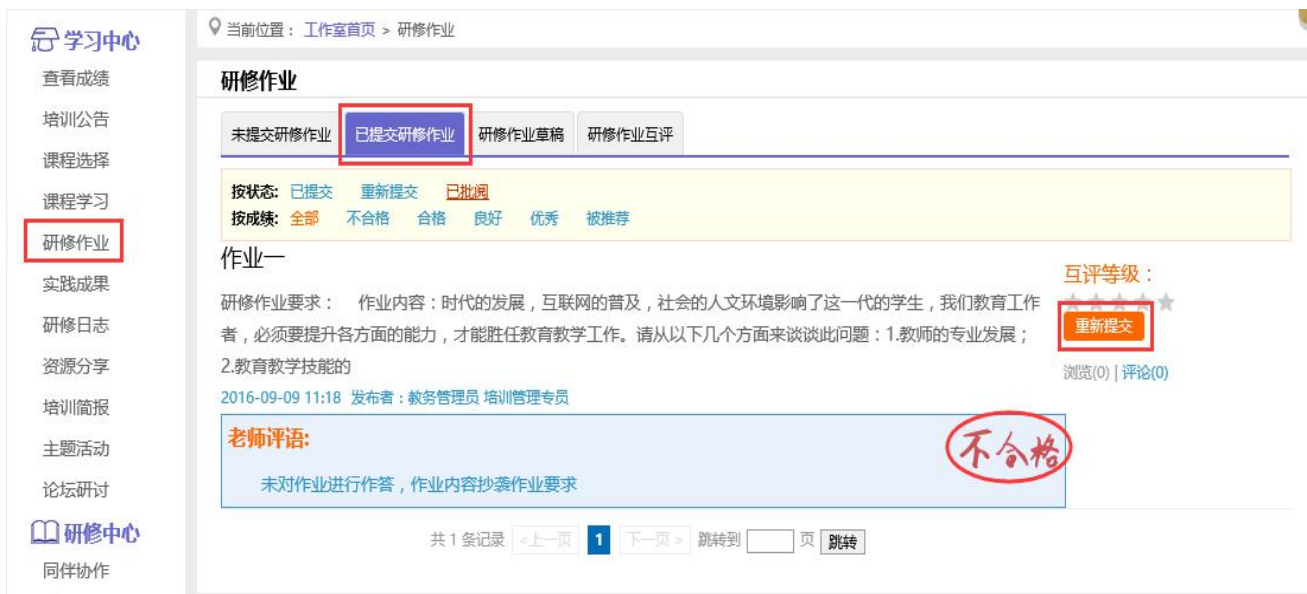 学习中心
查看成绩
培训公告
课程选择
课程学习
研修作业
实践成果
研修日志
资源分享
培训简报
主题活动
论坛研讨
研修中心
同伴协作
当前位置： 工作室首页 > 研修作业
研修作业
未提交研修作业 已提交研修作业 研修作业草稿 研修作业互评
按状态: 已提交 重新提交 已批阅
按成绩: 全部 不合格 合格 良好 优秀 被推荐
作业一
研修作业要求： 作业内容：时代的发展，互联网的普及，社会的人文环境影响了这一代的学生，我们教育工作
者，必须要提升各方面的能力，才能胜任教育教学工作。请从以下几个方面来谈谈此问题：1.教师的专业发展；
2.教育教学技能的
2016-09-09 11:18 发布者：教务管理员 培训管理专员
互评等级：
重新提交
浏览(0) | 评论(0)
老师评语:
不合格
未对作业进行作答，作业内容抄袭作业要求
共 1 条记录 <上一页 1 下一页 > 跳转到 页 跳转